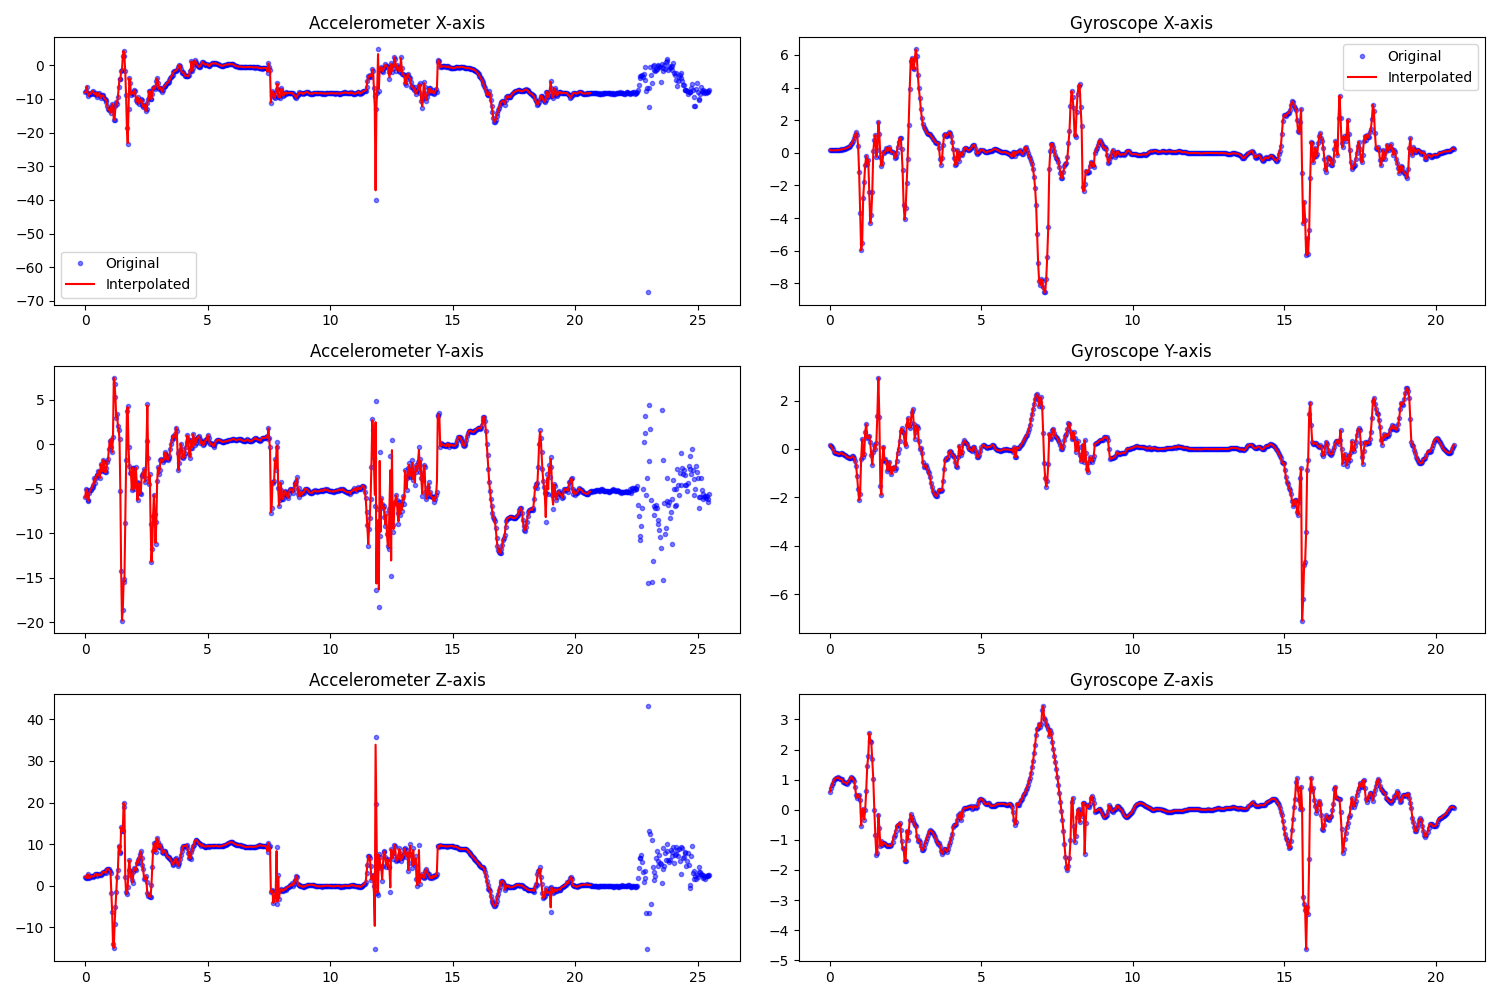 Accelerometer X-axis
0
−10
−20
−30
−40
−50
−60
−70
Original
Interpolated
0 5 10 15 20 25
Gyroscope X-axis
6
4
2
0
−2
−4
−6
−8
Original
Interpolated
0 5 10 15 20
Accelerometer Y-axis
5
0
−5
−10
−15
−20
0 5 10 15 20 25
Gyroscope Y-axis
2
0
−2
−4
−6
0 5 10 15 20
Accelerometer Z-axis
40
30
20
10
0
−10
0 5 10 15 20 25
Gyroscope Z-axis
3
2
1
0
−1
−2
−3
−4
−5
0 5 10 15 20